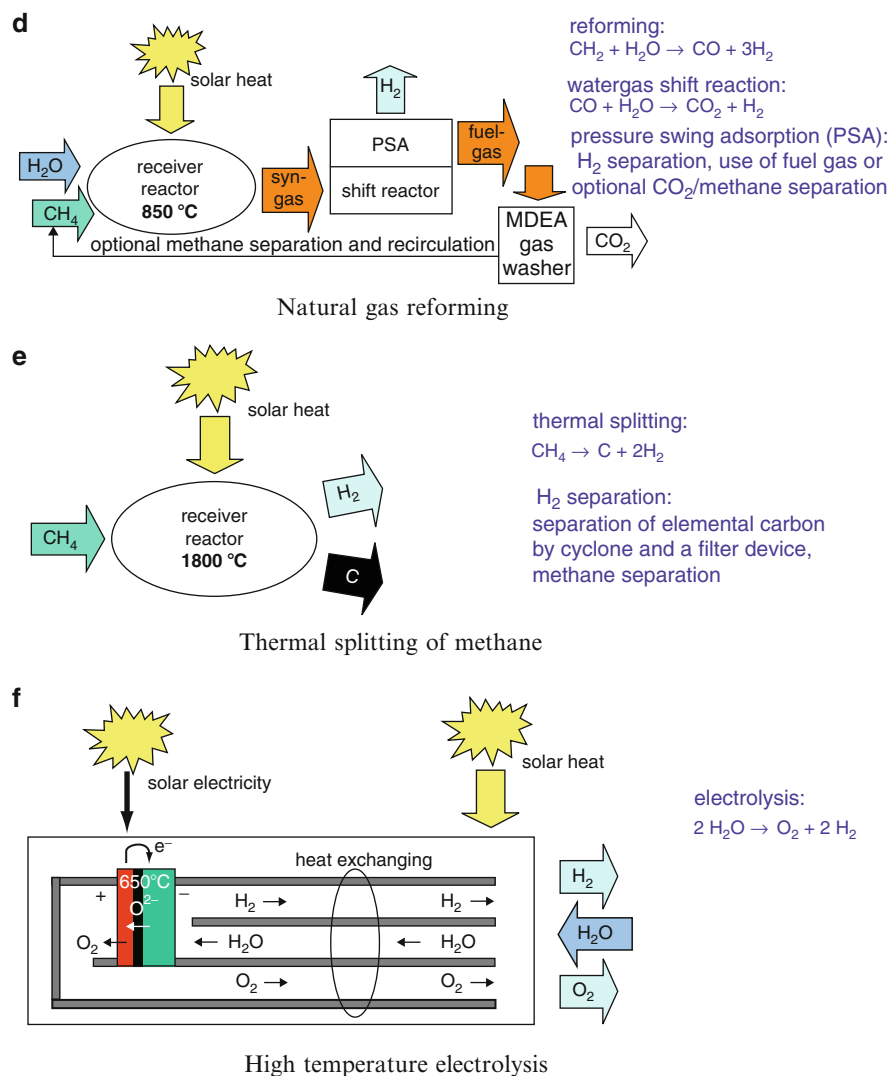 d
solar heat
H₂O
CH₄
receiver
reactor
850 °C
syn-
gas
H₂
PSA
shift reactor
fuel-
gas
MDEA
gas
washer
CO₂
optional methane separation and recirculation
reforming:
CH₂ + H₂O → CO + 3H₂
watergas shift reaction:
CO + H₂O → CO₂ + H₂
pressure swing adsorption (PSA):
H₂ separation, use of fuel gas or
optional CO₂/methane separation
Natural gas reforming
e
solar heat
CH₄
receiver
reactor
1800 °C
H₂
C
thermal splitting:
CH₄ → C + 2H₂
H₂ separation:
separation of elemental carbon
by cyclone and a filter device,
methane separation
Thermal splitting of methane
f
solar electricity
solar heat
electrolysis:
2 H₂O → O₂ + 2 H₂
e⁻
heat exchanging
650°C
+
–
O²⁻
O₂ ←
H₂ →
H₂ →
← H₂O
← H₂O
O₂ →
O₂ →
H₂
H₂O
O₂
High temperature electrolysis